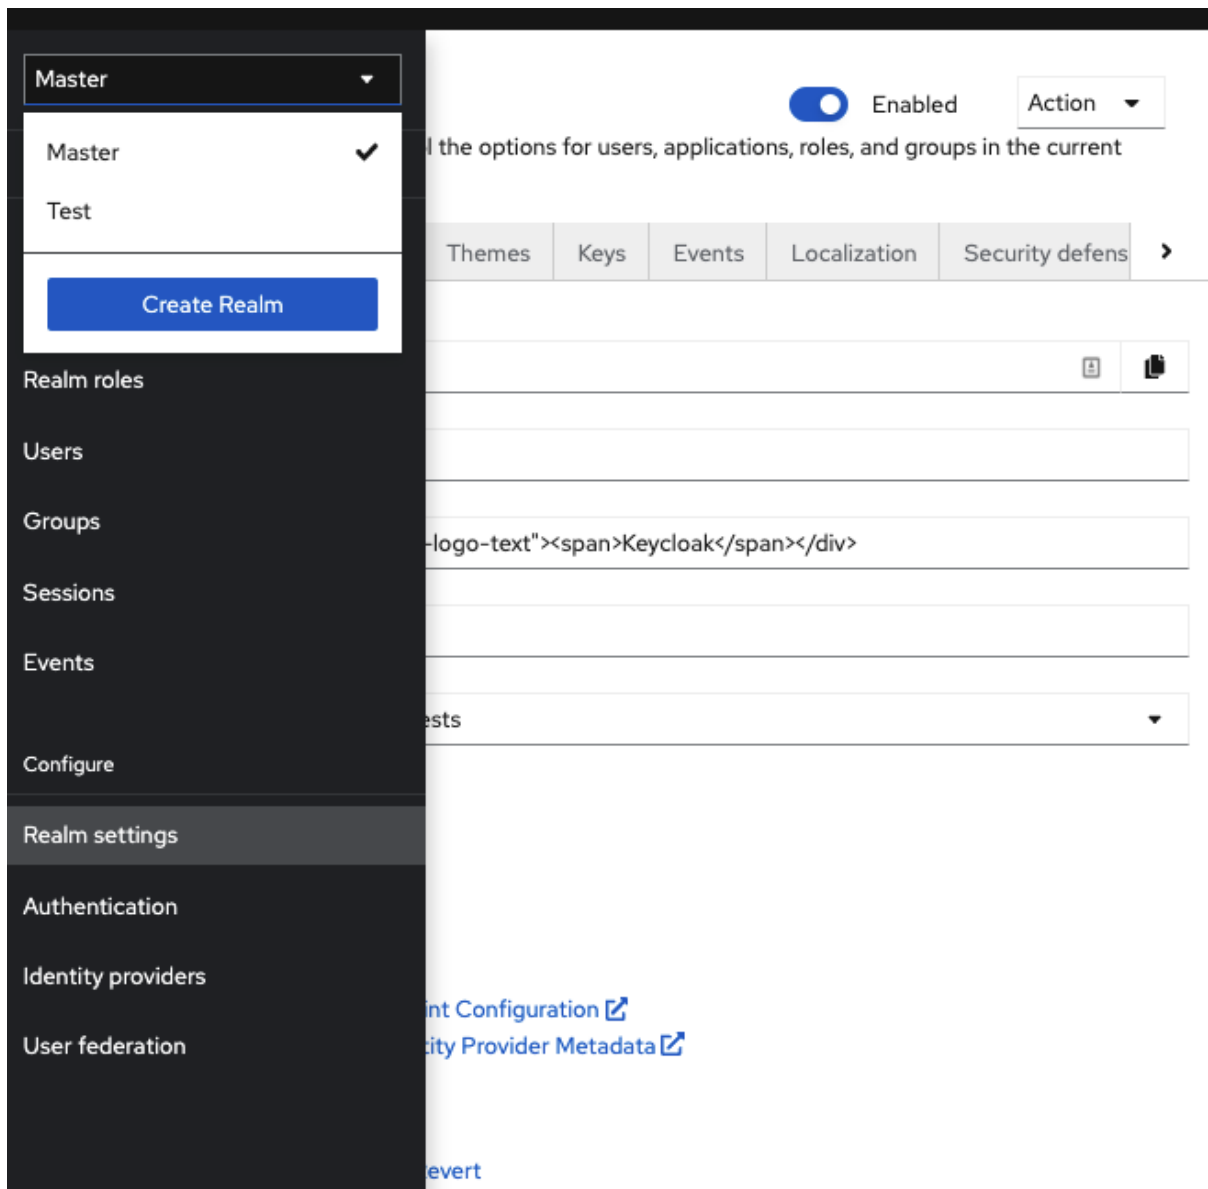 Master
Enabled
Action
Master
Test
Create Realm
the options for users, applications, roles, and groups in the current
Themes
Keys
Events
Localization
Security defens
Realm roles
Users
Groups
-logo-text"><span>Keycloak</span></div>
Sessions
Events
ests
Configure
Realm settings
Authentication
Identity providers
int Configuration
User federation
tity Provider Metadata
evert